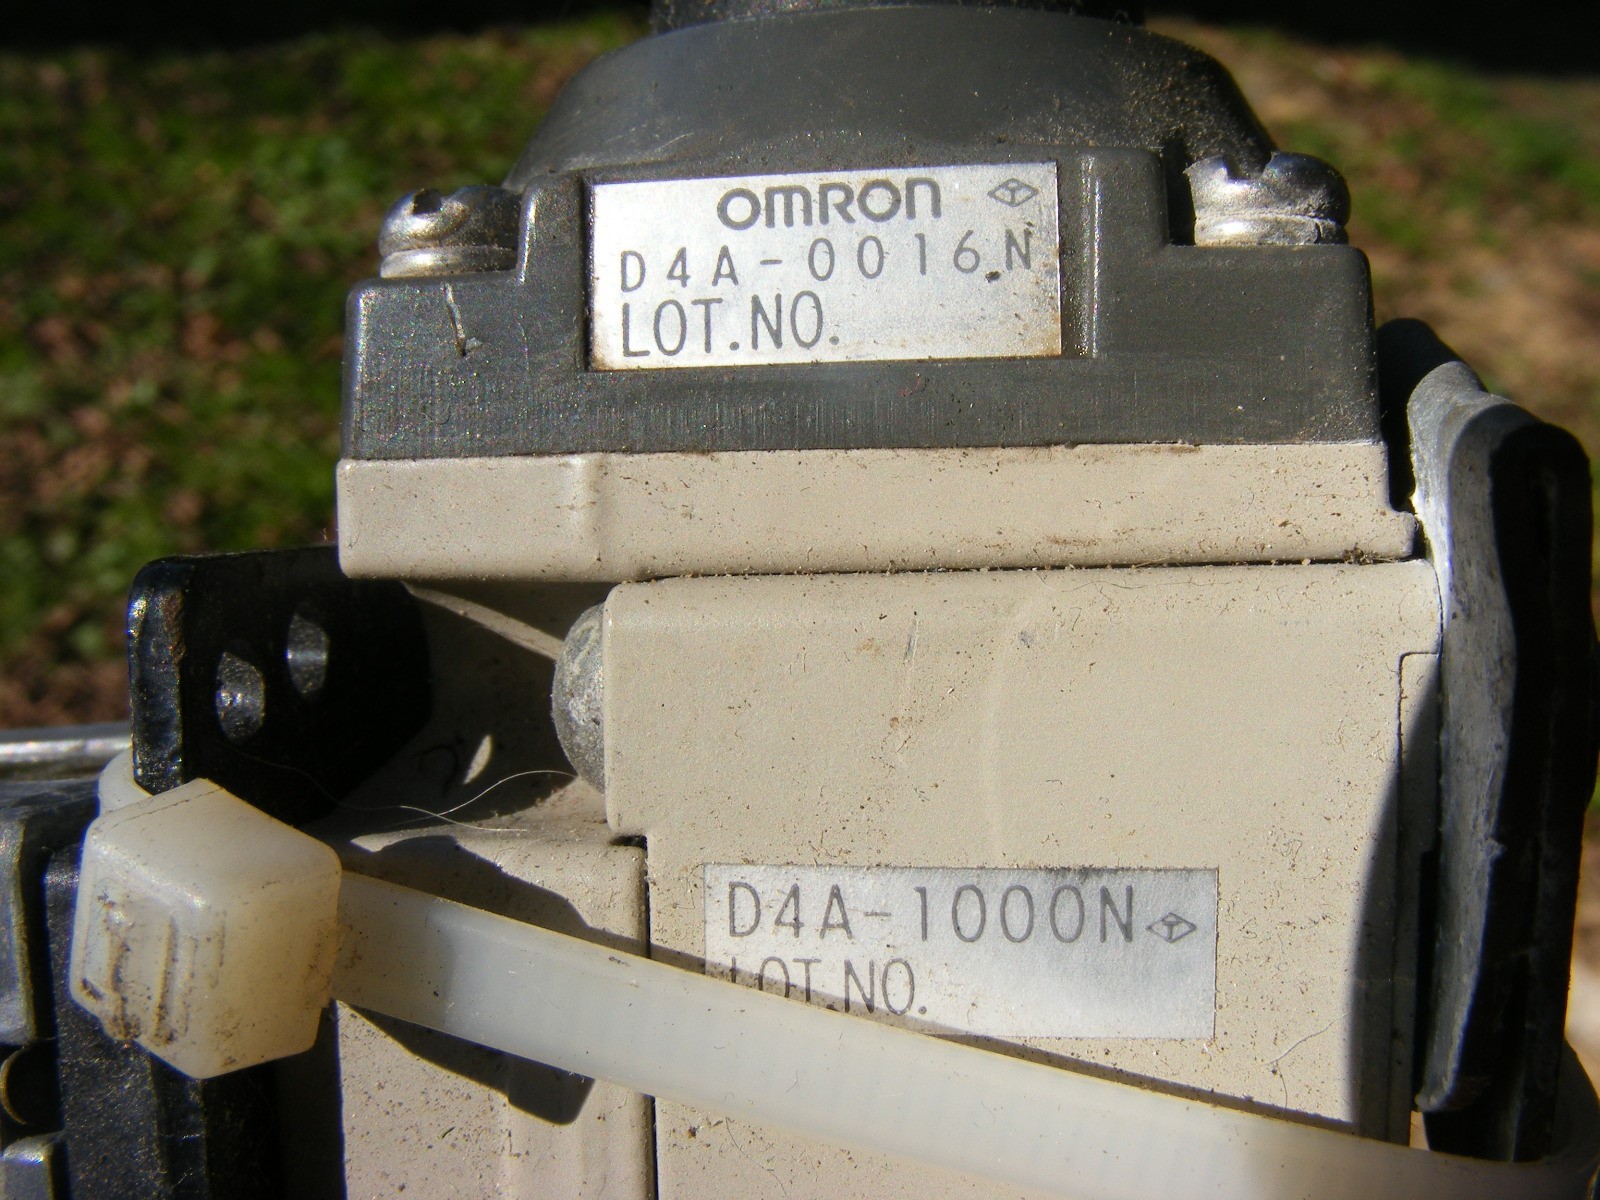 OMRON
D4A-0016N
LOT.NO.
D4A-1000N
LOT.NO.